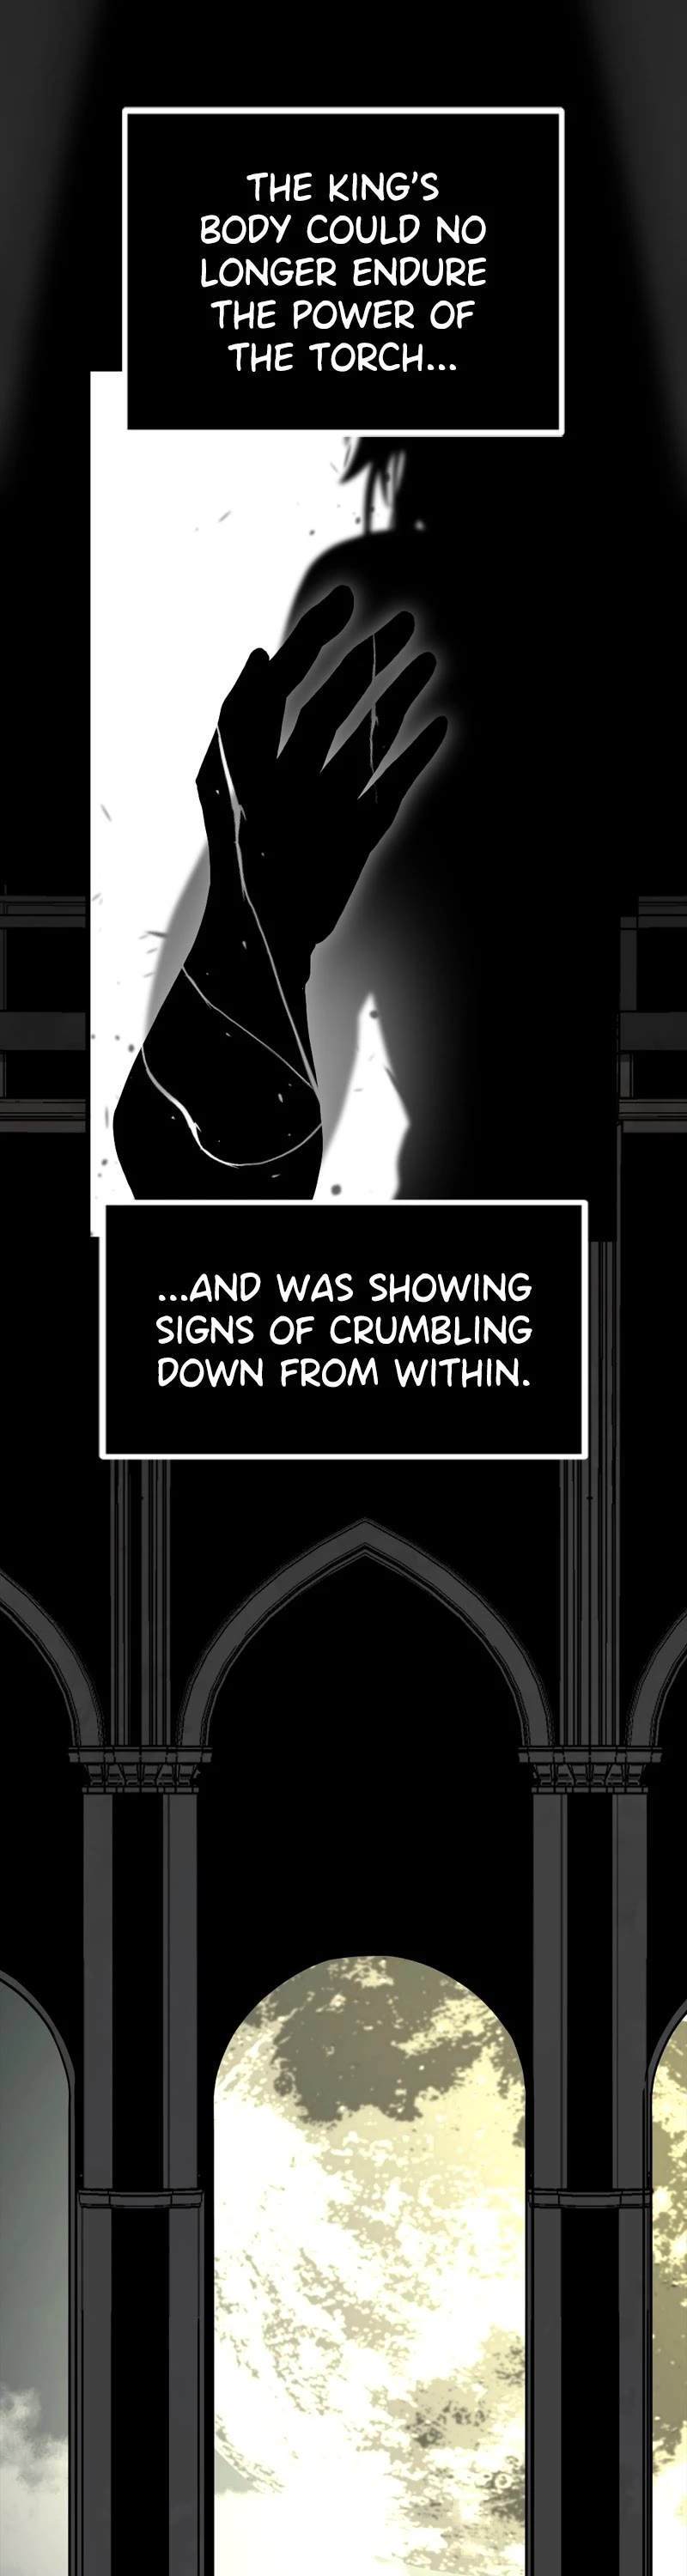 THE KING'S
BODY COULD NO
LONGER ENDURE
THE POWER OF
THE TORCH...
...AND WAS SHOWING
SIGNS OF CRUMBLING
DOWN FROM WITHIN.